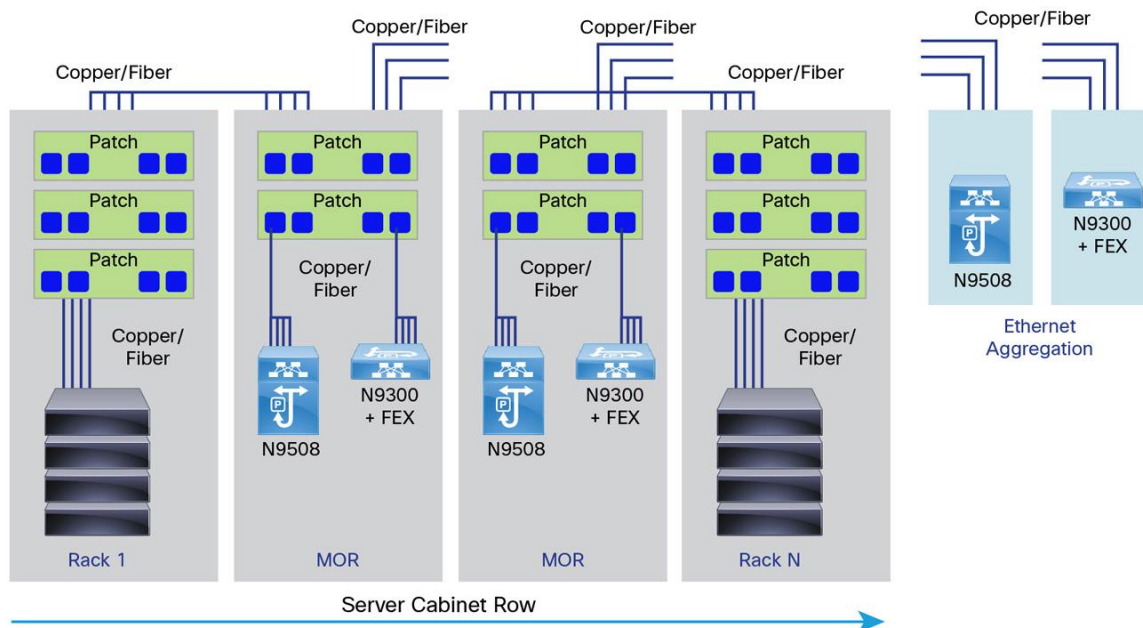 Copper/Fiber
Copper/Fiber
Copper/Fiber
Copper/Fiber
Copper/Fiber
Patch
Patch
Patch
Copper/
Fiber
Rack 1
Patch
Patch
Copper/
Fiber
N9508
N9300
+ FEX
MOR
Patch
Patch
Copper/
Fiber
N9508
N9300
+ FEX
MOR
Patch
Patch
Patch
Copper/
Fiber
Rack N
P
P
P
P
P
P
N9508
N9300
+ FEX
Ethernet
Aggregation
Server Cabinet Row